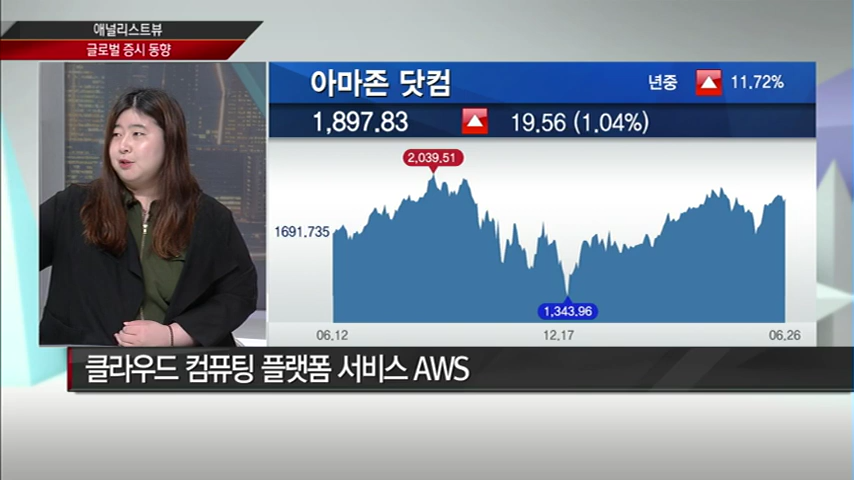 애널리스트뷰
글로벌 증시 동향
아마존 닷컴
년중 ▲ 11.72%
1,897.83 ▲ 19.56 (1.04%)
2,039.51
1691.735
1,343.96
06.12 12.17 06.26
클라우드 컴퓨팅 플랫폼 서비스 AWS